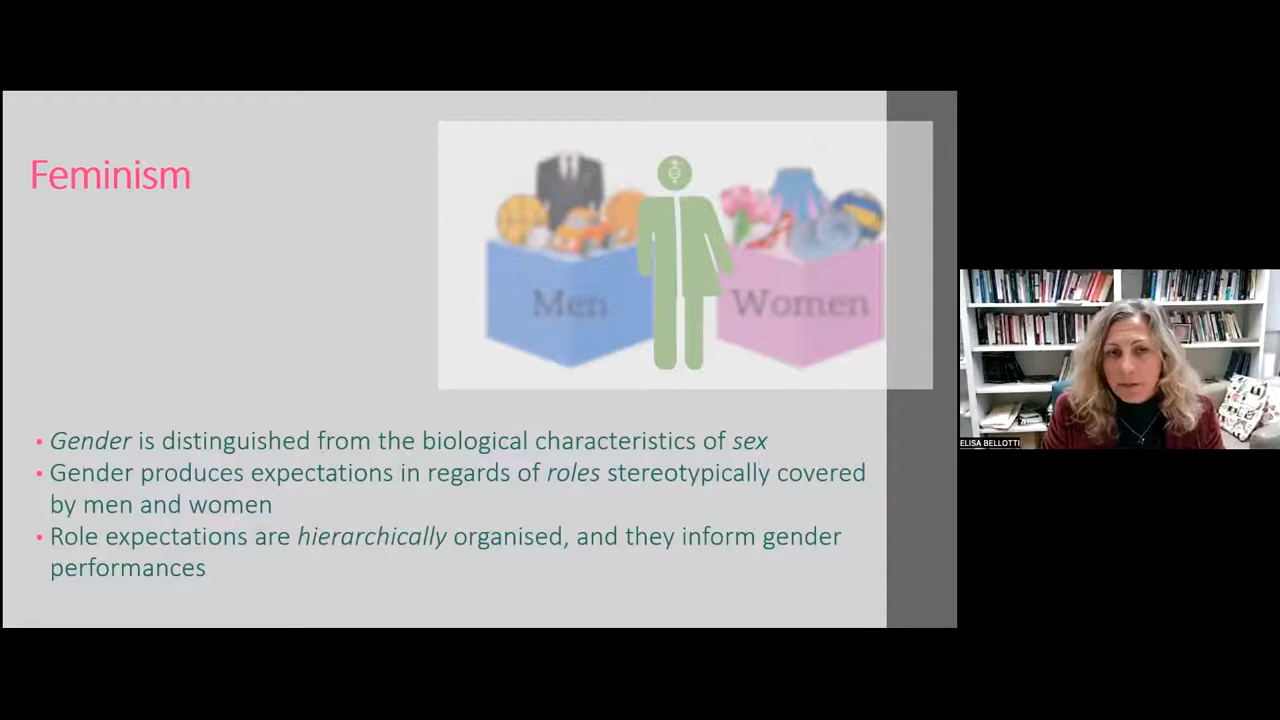 Feminism
Men
Women
• Gender is distinguished from the biological characteristics of sex
• Gender produces expectations in regards of roles stereotypically covered
by men and women
• Role expectations are hierarchically organised, and they inform gender
performances
ELISA BELLOTTI